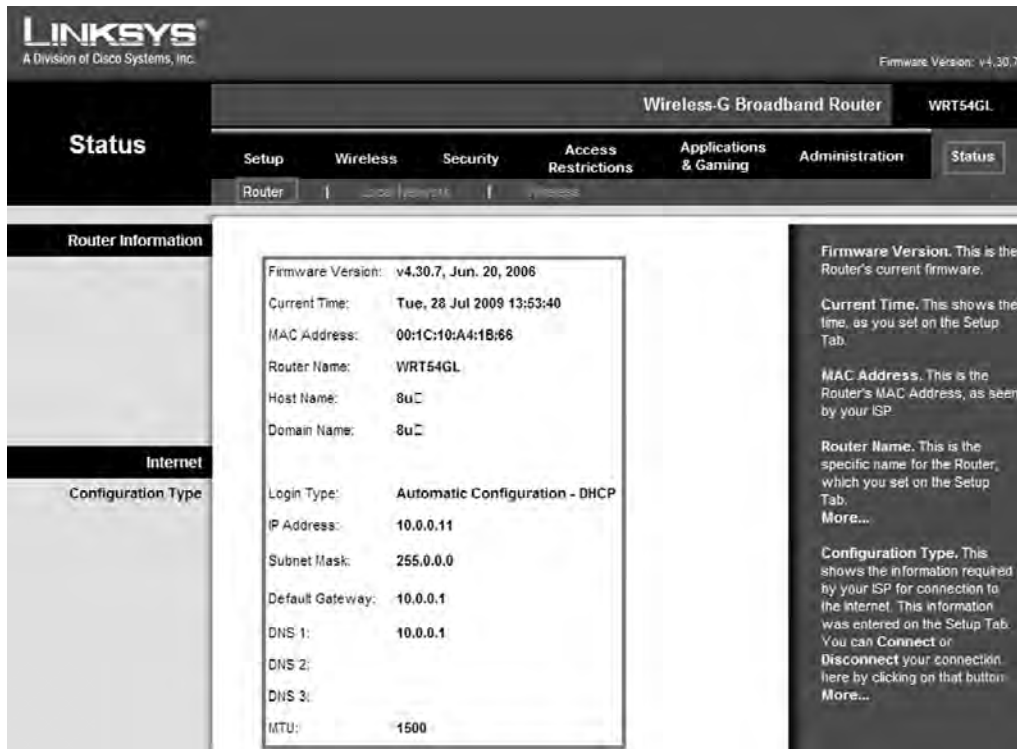 LINKSYS
A Division of Cisco Systems, Inc.
Firmware Version: v4.30.7
Wireless-G Broadband Router WRT54GL
Status
Setup Wireless Security Access Restrictions Applications & Gaming Administration Status
Router | Local Network | Wireless
Router Information
Firmware Version: v4.30.7, Jun. 20, 2006
Current Time: Tue, 28 Jul 2009 13:53:40
MAC Address: 00:1C:10:A4:1B:66
Router Name: WRT54GL
Host Name: 8u
Domain Name: 8u
Internet
Configuration Type
Login Type: Automatic Configuration - DHCP
IP Address: 10.0.0.11
Subnet Mask: 255.0.0.0
Default Gateway: 10.0.0.1
DNS 1: 10.0.0.1
DNS 2:
DNS 3:
MTU: 1500
Firmware Version. This is the
Router's current firmware.
Current Time. This shows the
time, as you set on the Setup
Tab.
MAC Address. This is the
Router's MAC Address, as seen
by your ISP.
Router Name. This is the
specific name for the Router,
which you set on the Setup
Tab.
More...
Configuration Type. This
shows the information required
by your ISP for connection to
the Internet. This information
was entered on the Setup Tab.
You can Connect or
Disconnect your connection
here by clicking on that button.
More...